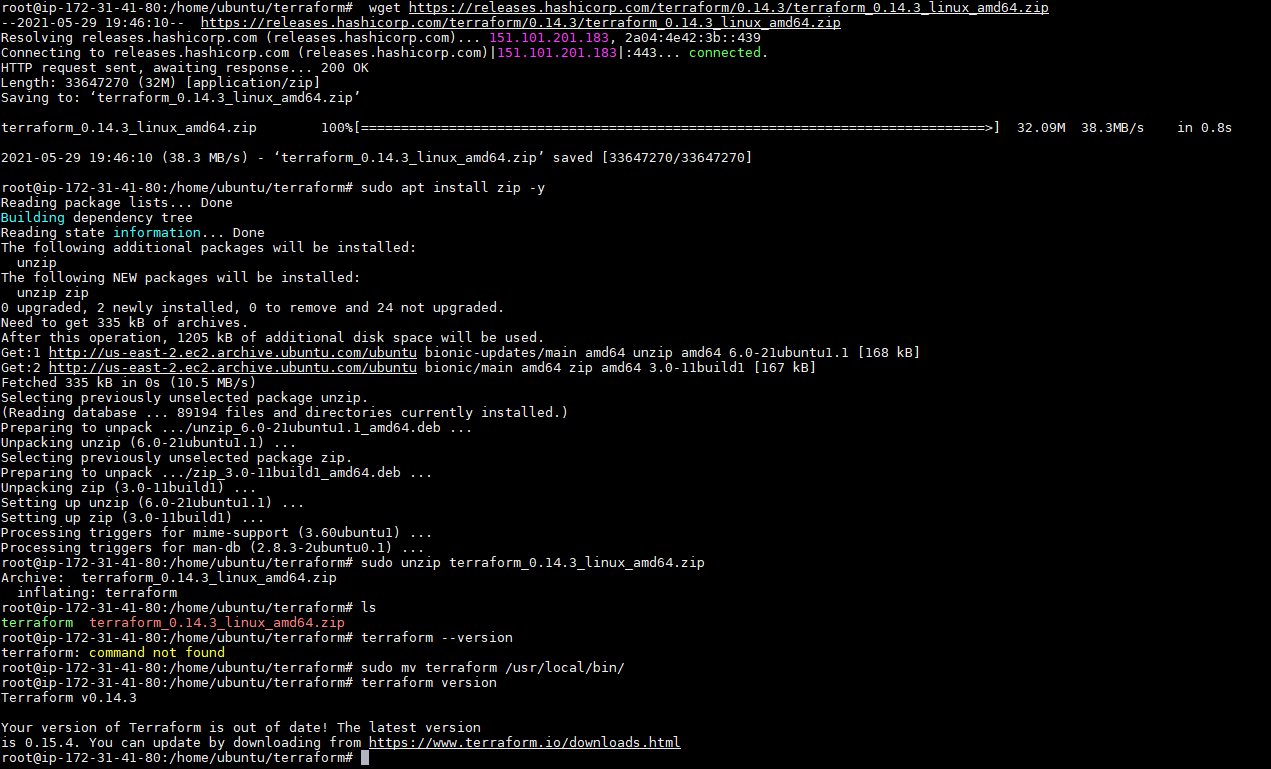 root@ip-172-31-41-80:/home/ubuntu/terraform#  wget https://releases.hashicorp.com/terraform/0.14.3/terraform_0.14.3_linux_amd64.zip
--2021-05-29 19:46:10--  https://releases.hashicorp.com/terraform/0.14.3/terraform_0.14.3_linux_amd64.zip
Resolving releases.hashicorp.com (releases.hashicorp.com)... 151.101.201.183, 2a04:4e42:3b::439
Connecting to releases.hashicorp.com (releases.hashicorp.com)|151.101.201.183|:443... connected.
HTTP request sent, awaiting response... 200 OK
Length: 33647270 (32M) [application/zip]
Saving to: ‘terraform_0.14.3_linux_amd64.zip’
terraform_0.14.3_linux_amd64.zip        100%[==============================================================================>]  32.09M  38.3MB/s    in 0.8s
2021-05-29 19:46:10 (38.3 MB/s) - ‘terraform_0.14.3_linux_amd64.zip’ saved [33647270/33647270]
root@ip-172-31-41-80:/home/ubuntu/terraform# sudo apt install zip -y
Reading package lists... Done
Building dependency tree
Reading state information... Done
The following additional packages will be installed:
  unzip
The following NEW packages will be installed:
  unzip zip
0 upgraded, 2 newly installed, 0 to remove and 24 not upgraded.
Need to get 335 kB of archives.
After this operation, 1205 kB of additional disk space will be used.
Get:1 http://us-east-2.ec2.archive.ubuntu.com/ubuntu bionic-updates/main amd64 unzip amd64 6.0-21ubuntu1.1 [168 kB]
Get:2 http://us-east-2.ec2.archive.ubuntu.com/ubuntu bionic/main amd64 zip amd64 3.0-11build1 [167 kB]
Fetched 335 kB in 0s (10.5 MB/s)
Selecting previously unselected package unzip.
(Reading database ... 89194 files and directories currently installed.)
Preparing to unpack .../unzip_6.0-21ubuntu1.1_amd64.deb ...
Unpacking unzip (6.0-21ubuntu1.1) ...
Selecting previously unselected package zip.
Preparing to unpack .../zip_3.0-11build1_amd64.deb ...
Unpacking zip (3.0-11build1) ...
Setting up unzip (6.0-21ubuntu1.1) ...
Setting up zip (3.0-11build1) ...
Processing triggers for mime-support (3.60ubuntu1) ...
Processing triggers for man-db (2.8.3-2ubuntu0.1) ...
root@ip-172-31-41-80:/home/ubuntu/terraform# sudo unzip terraform_0.14.3_linux_amd64.zip
Archive:  terraform_0.14.3_linux_amd64.zip
  inflating: terraform
root@ip-172-31-41-80:/home/ubuntu/terraform# ls
terraform  terraform_0.14.3_linux_amd64.zip
root@ip-172-31-41-80:/home/ubuntu/terraform# terraform --version
terraform: command not found
root@ip-172-31-41-80:/home/ubuntu/terraform# sudo mv terraform /usr/local/bin/
root@ip-172-31-41-80:/home/ubuntu/terraform# terraform version
Terraform v0.14.3
Your version of Terraform is out of date! The latest version
is 0.15.4. You can update by downloading from https://www.terraform.io/downloads.html
root@ip-172-31-41-80:/home/ubuntu/terraform#